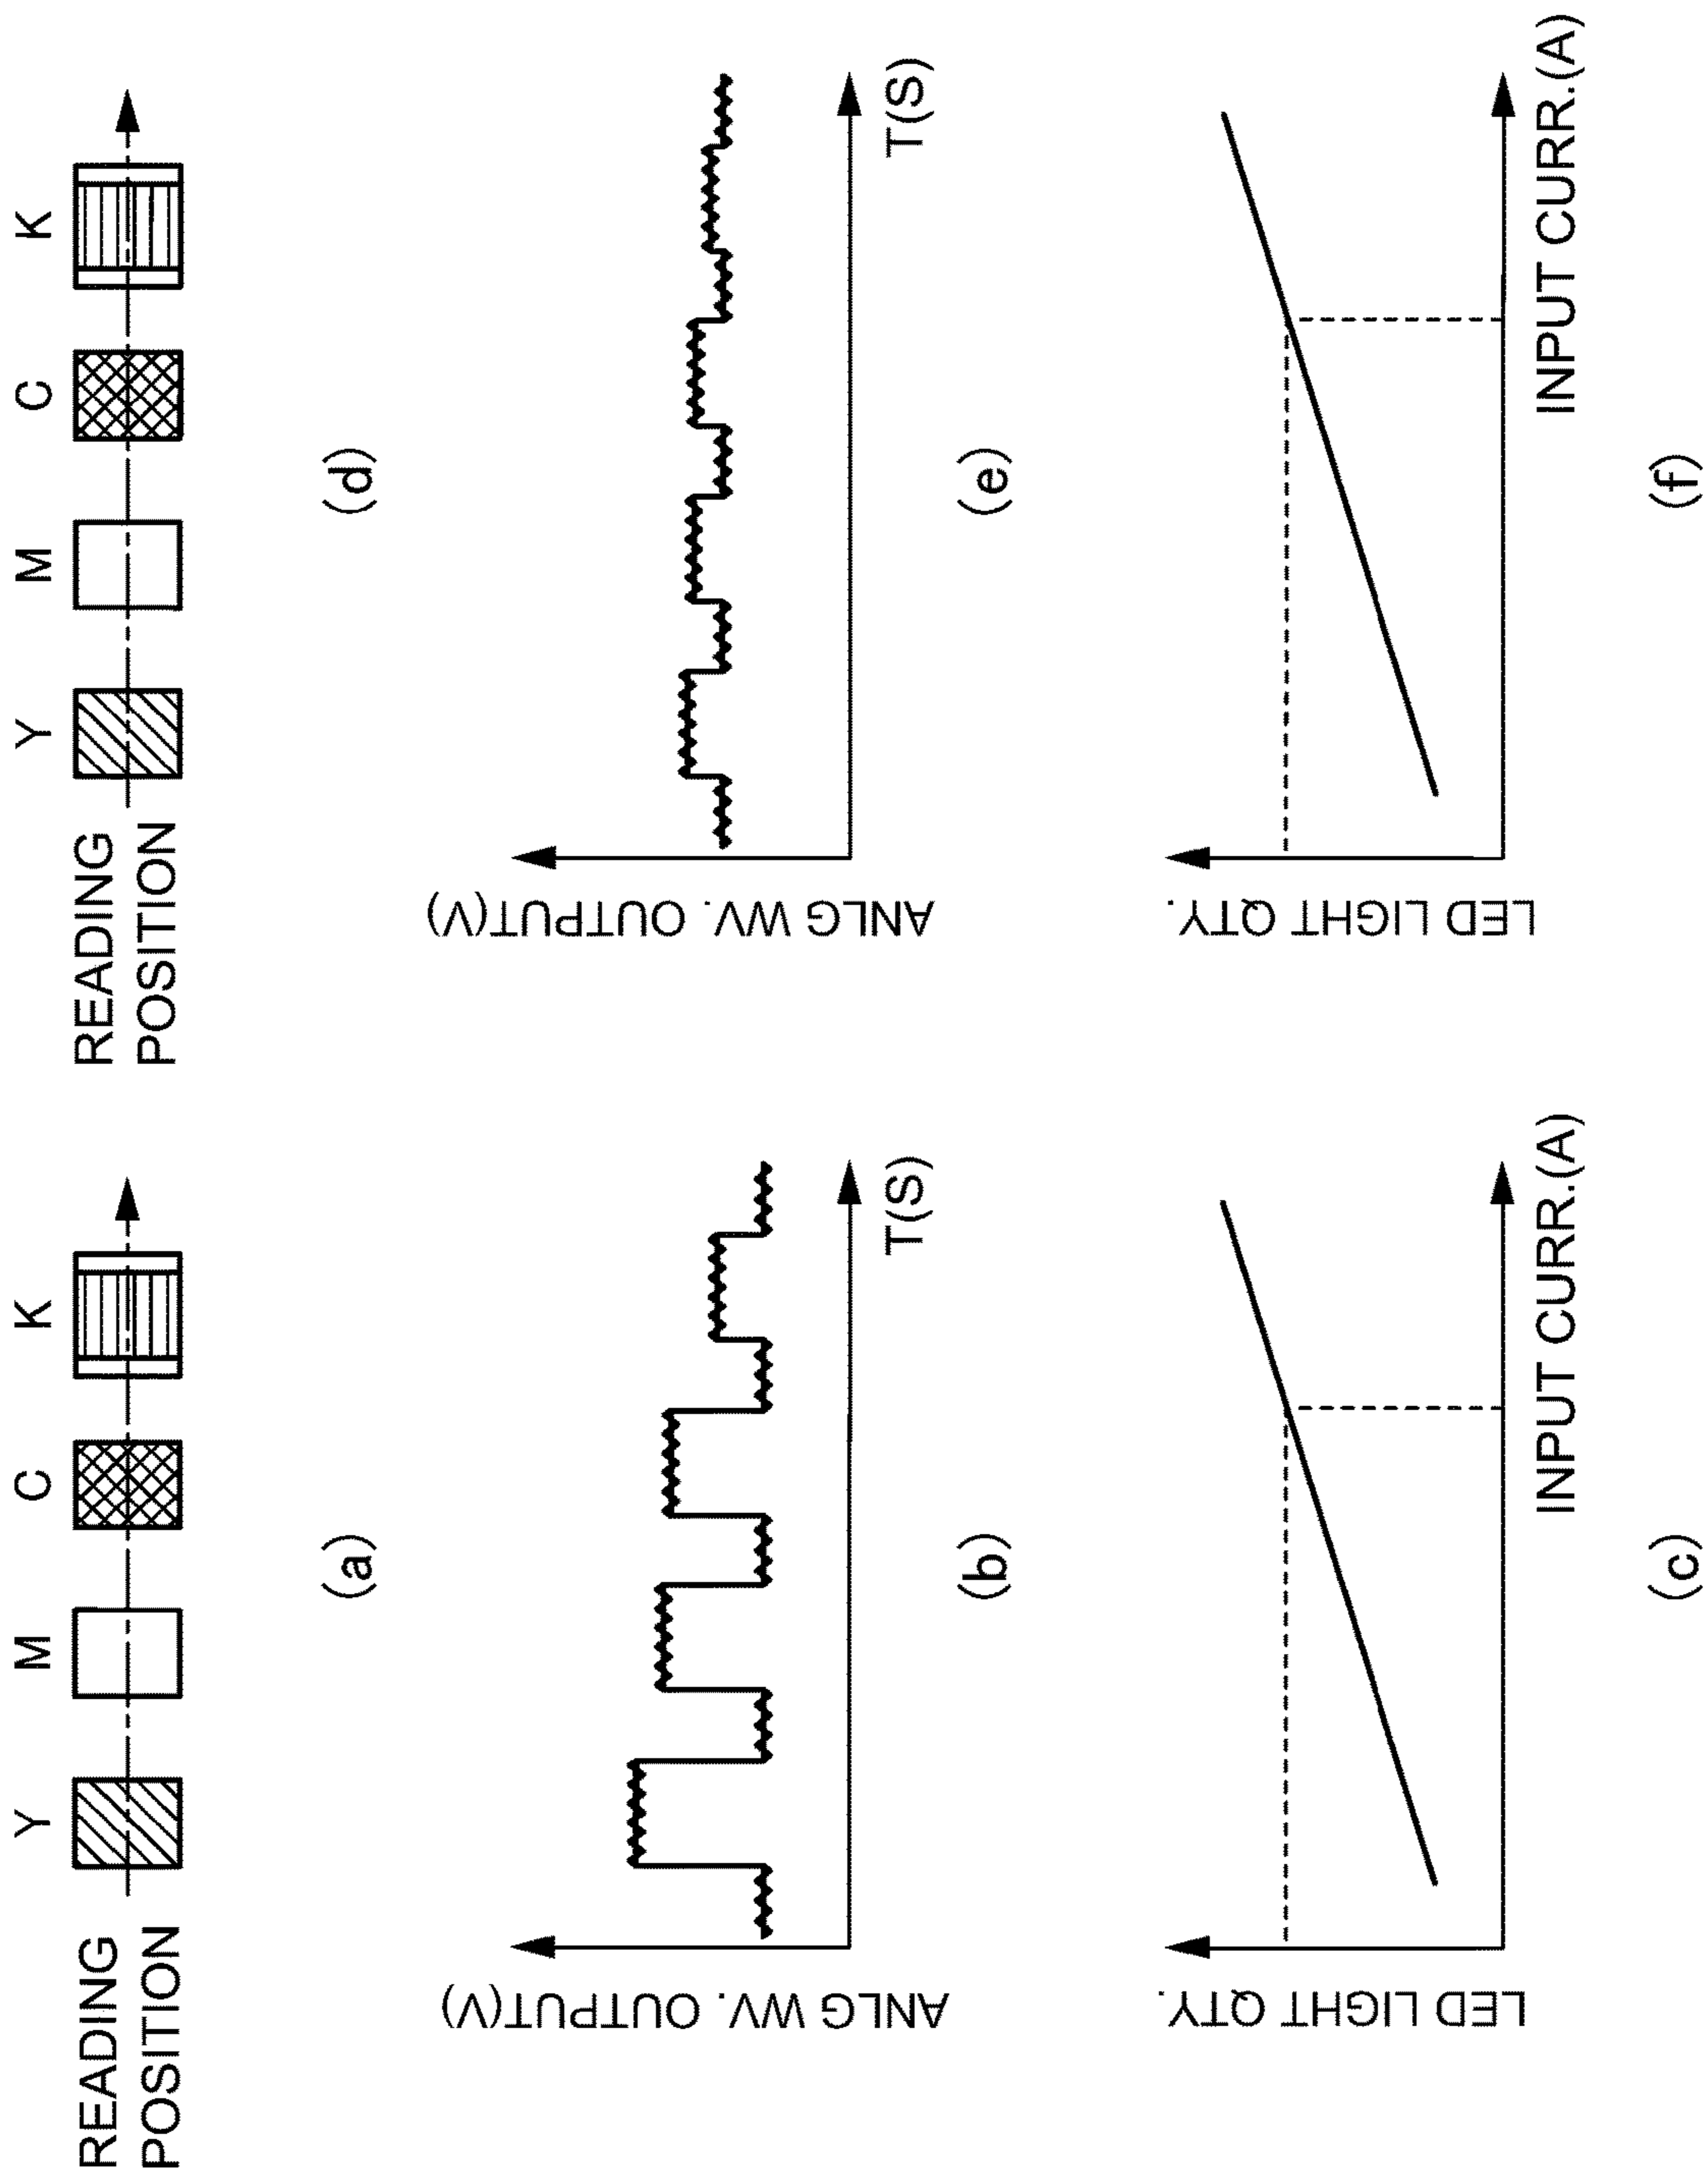 Y M C K
READING
POSITION
(a)
ANLG WV. OUTPUT(V)
T(S)
(b)
LED LIGHT QTY.
INPUT CURR.(A)
(c)
Y M C K
READING
POSITION
(d)
ANLG WV. OUTPUT(V)
T(S)
(e)
LED LIGHT QTY.
INPUT CURR.(A)
(f)